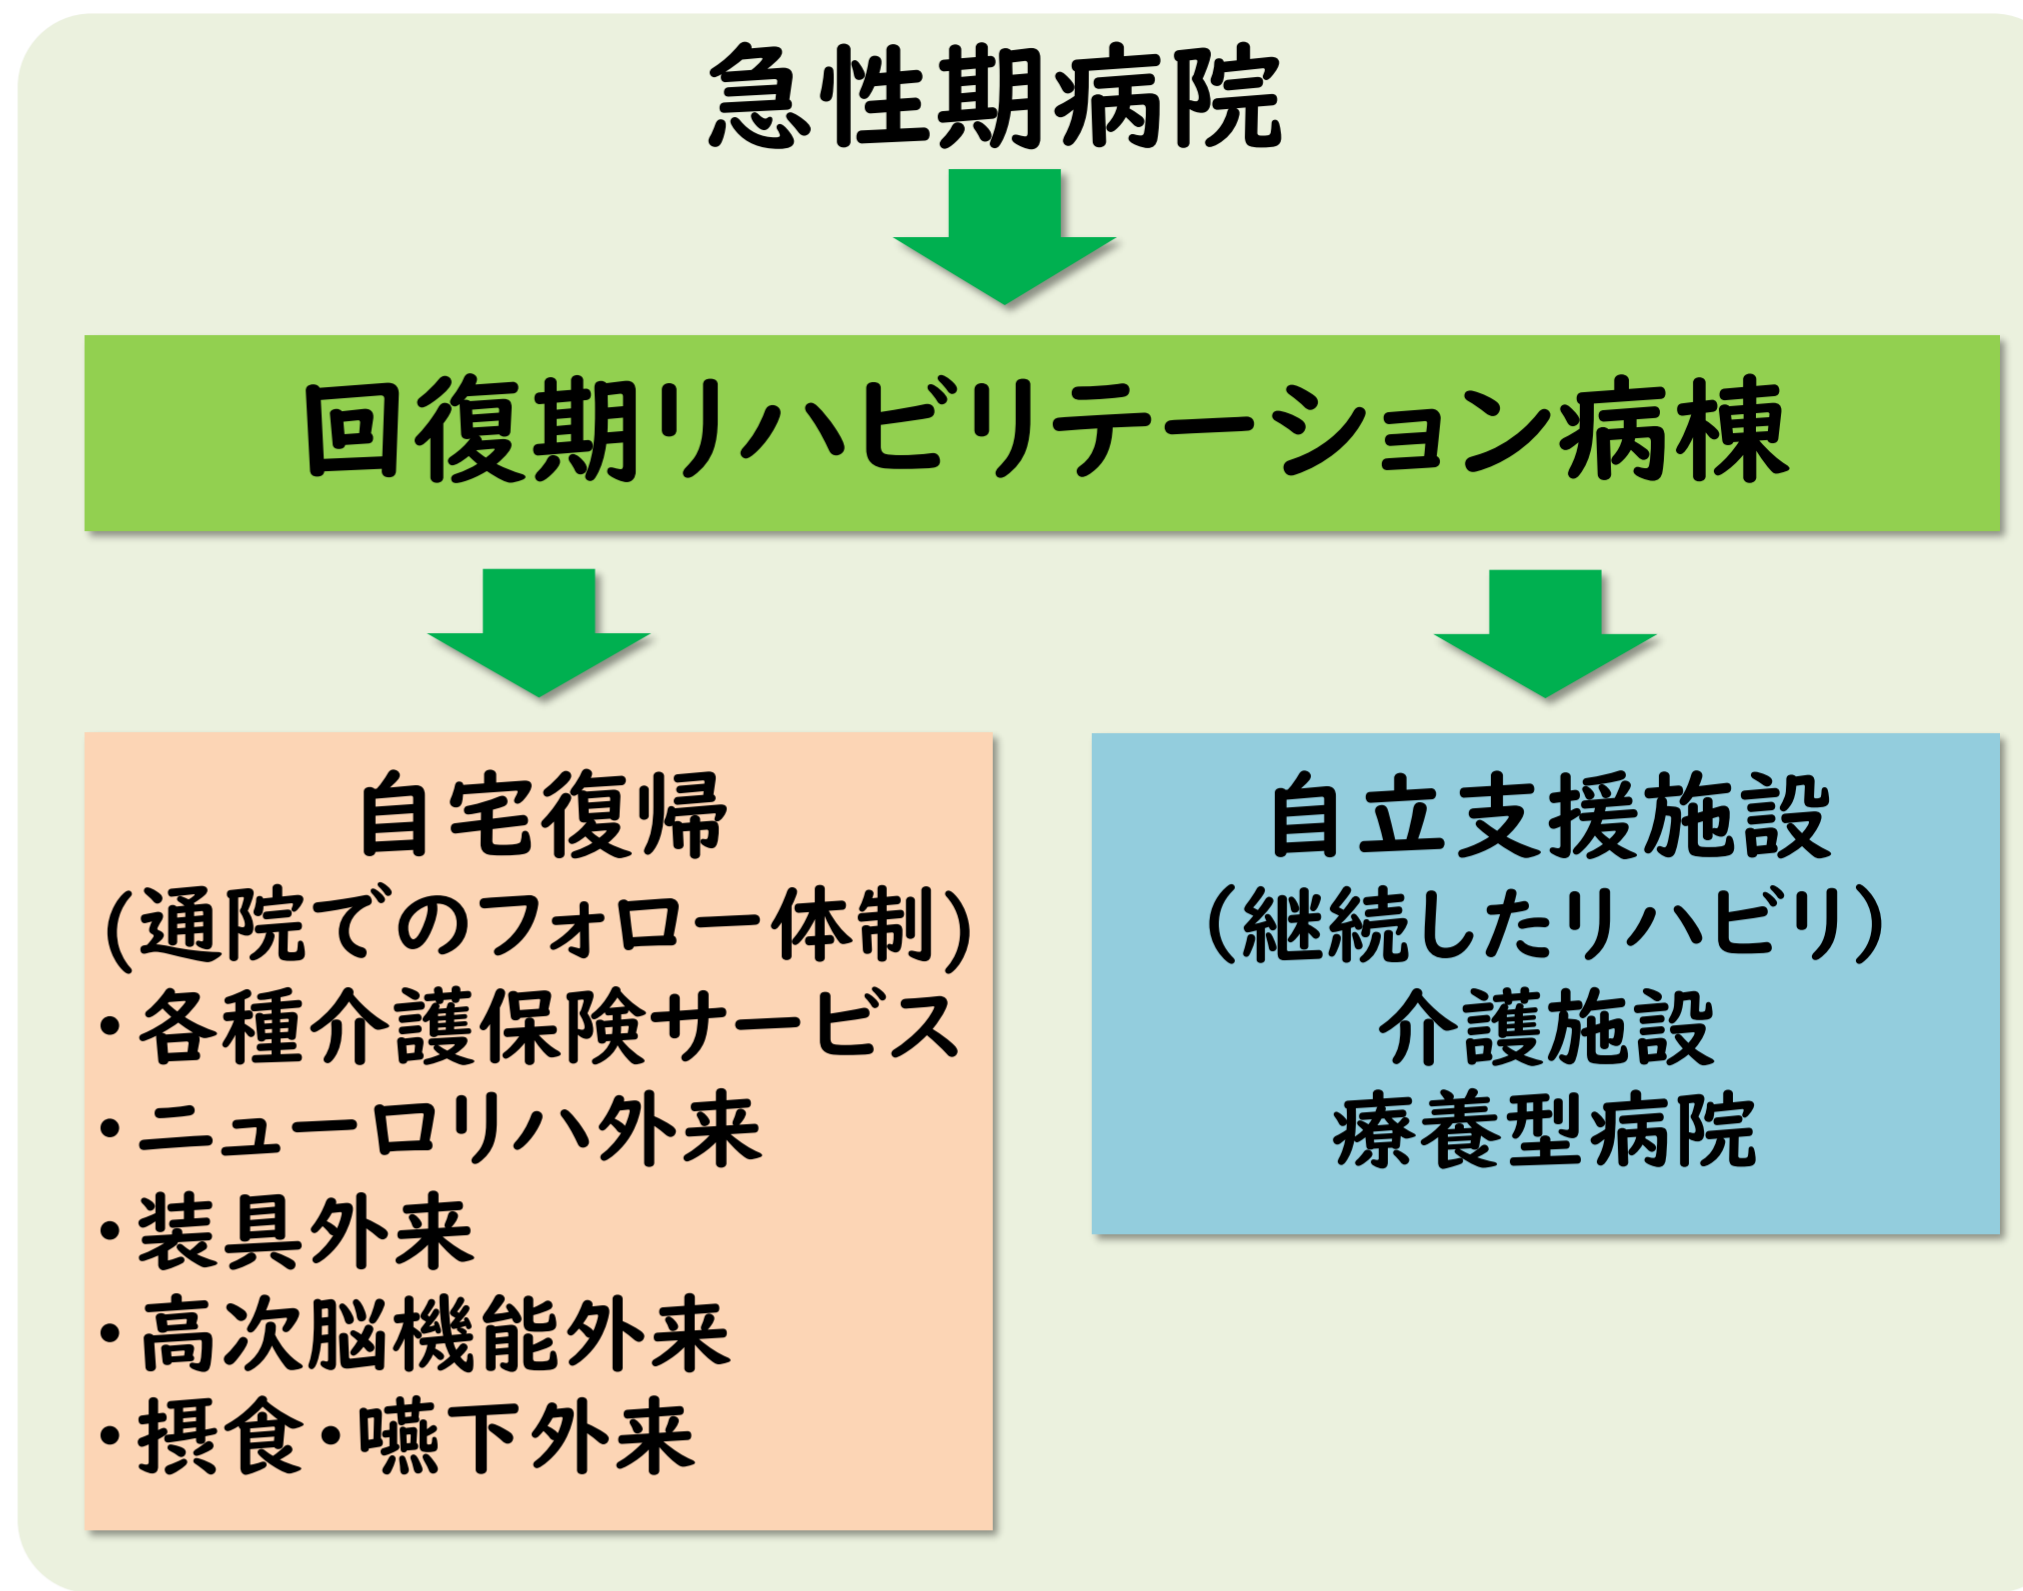 急性期病院
回復期リハビリテーション病棟
自宅復帰
(通院でのフォロー体制)
・各種介護保険サービス
・ニューロリハ外来
・装具外来
・高次脳機能外来
・摂食・嚥下外来
自立支援施設
(継続したリハビリ)
介護施設
療養型病院